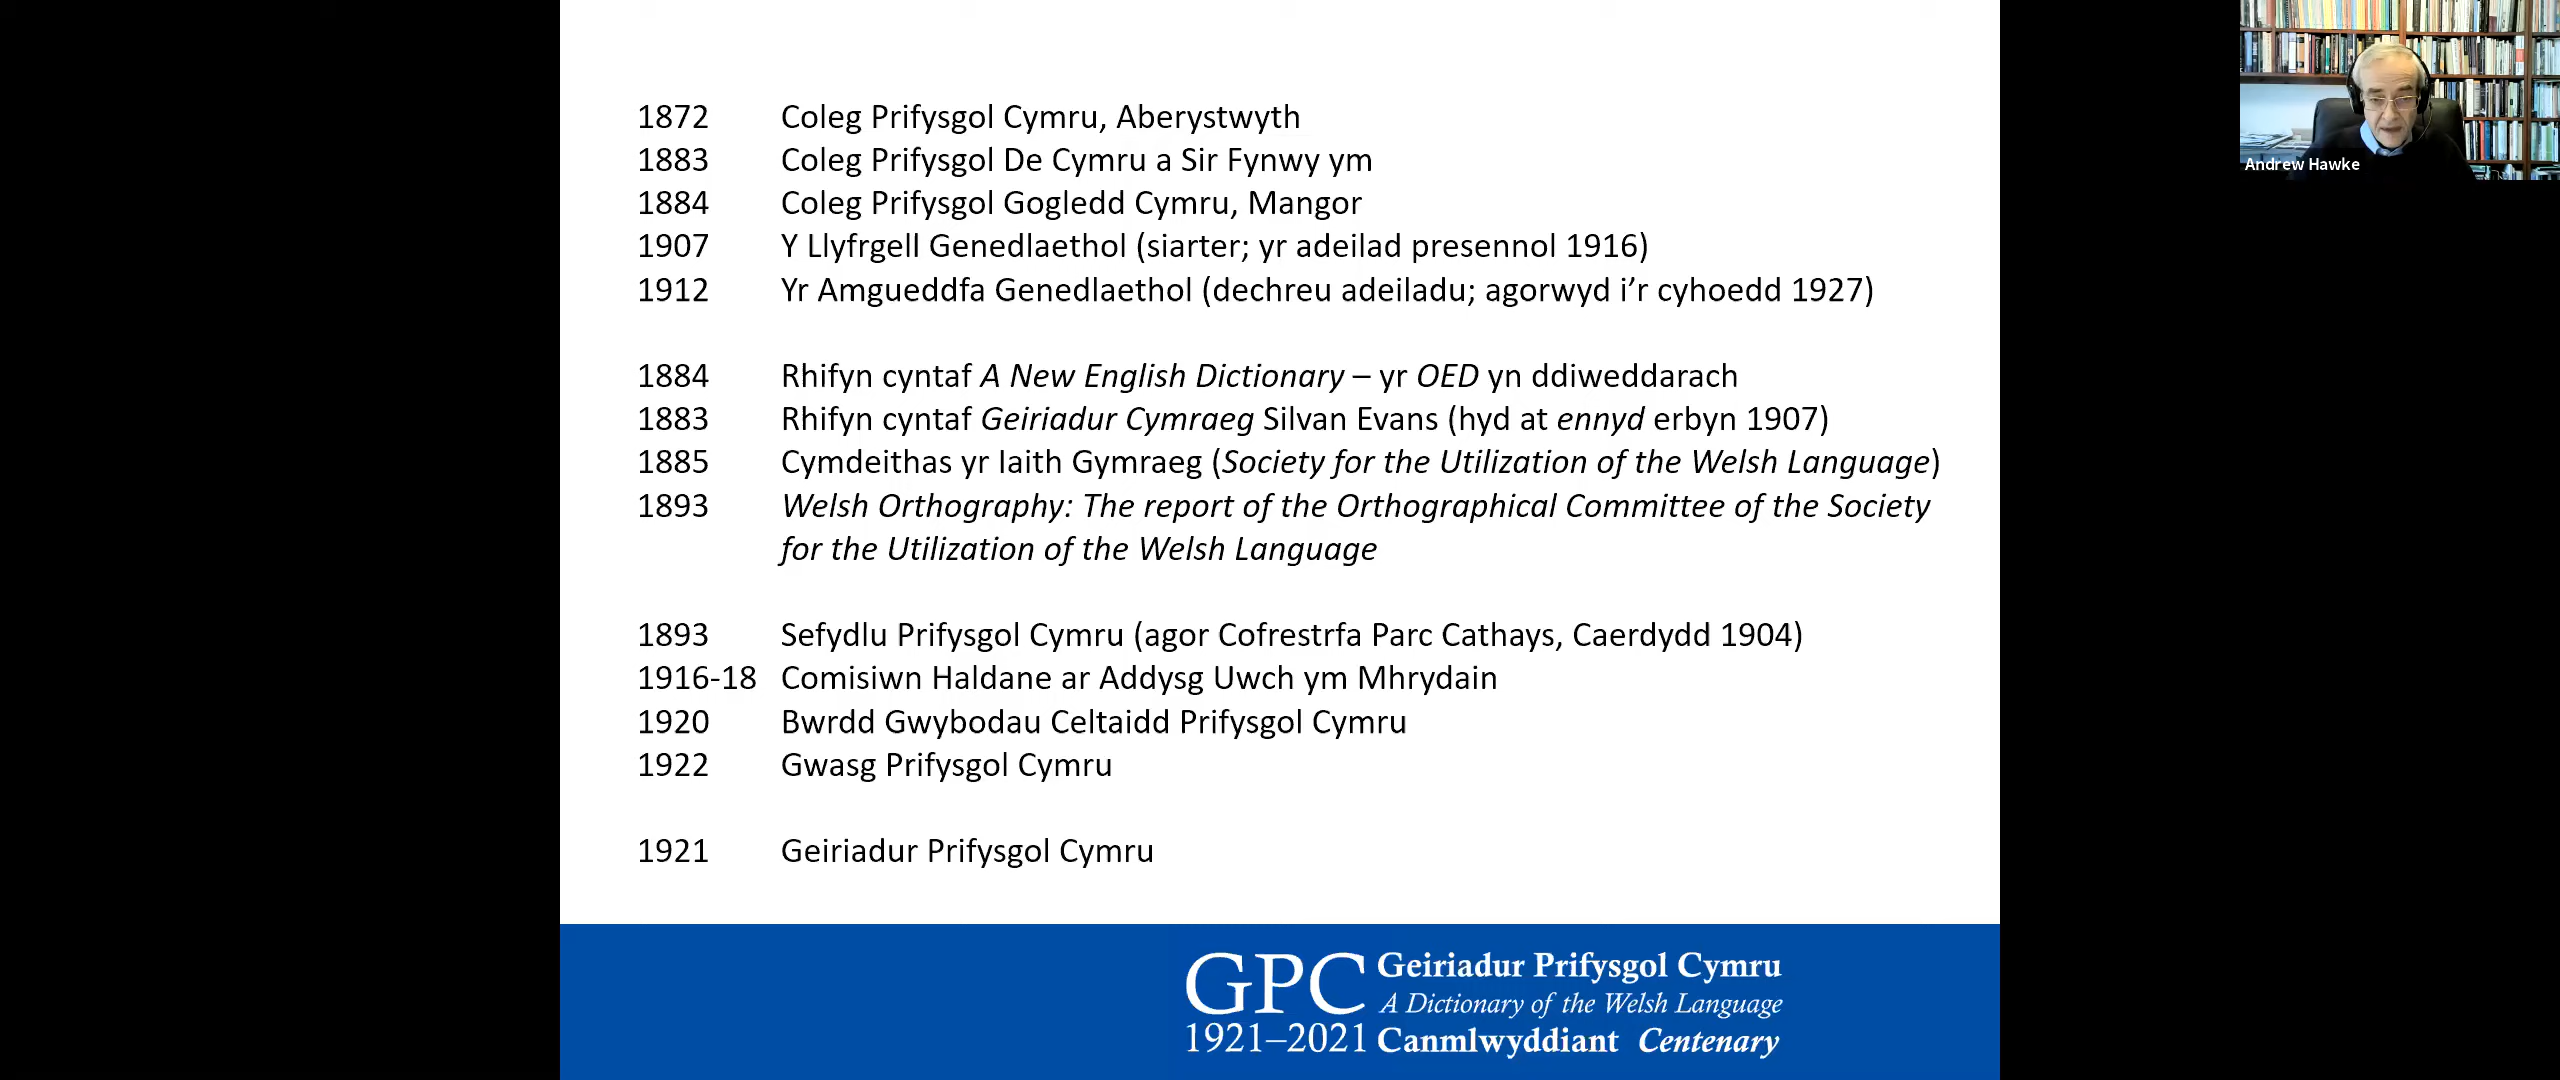 1872 Coleg Prifysgol Cymru, Aberystwyth
1883 Coleg Prifysgol De Cymru a Sir Fynwy ym
1884 Coleg Prifysgol Gogledd Cymru, Mangor
1907 Y Llyfrgell Genedlaethol (siarter; yr adeilad presennol 1916)
1912 Yr Amgueddfa Genedlaethol (dechreu adeiladu; agorwyd i’r cyhoedd 1927)
1884 Rhifyn cyntaf A New English Dictionary – yr OED yn ddiweddarach
1883 Rhifyn cyntaf Geiriadur Cymraeg Silvan Evans (hyd at ennyd erbyn 1907)
1885 Cymdeithas yr Iaith Gymraeg (Society for the Utilization of the Welsh Language)
1893 Welsh Orthography: The report of the Orthographical Committee of the Society
for the Utilization of the Welsh Language
1893 Sefydlu Prifysgol Cymru (agor Cofrestrfa Parc Cathays, Caerdydd 1904)
1916-18 Comisiwn Haldane ar Addysg Uwch ym Mhrydain
1920 Bwrdd Gwybodau Celtaidd Prifysgol Cymru
1922 Gwasg Prifysgol Cymru
1921 Geiriadur Prifysgol Cymru
GPC Geiriadur Prifysgol Cymru
A Dictionary of the Welsh Language
1921–2021 Canmlwyddiant Centenary
Andrew Hawke